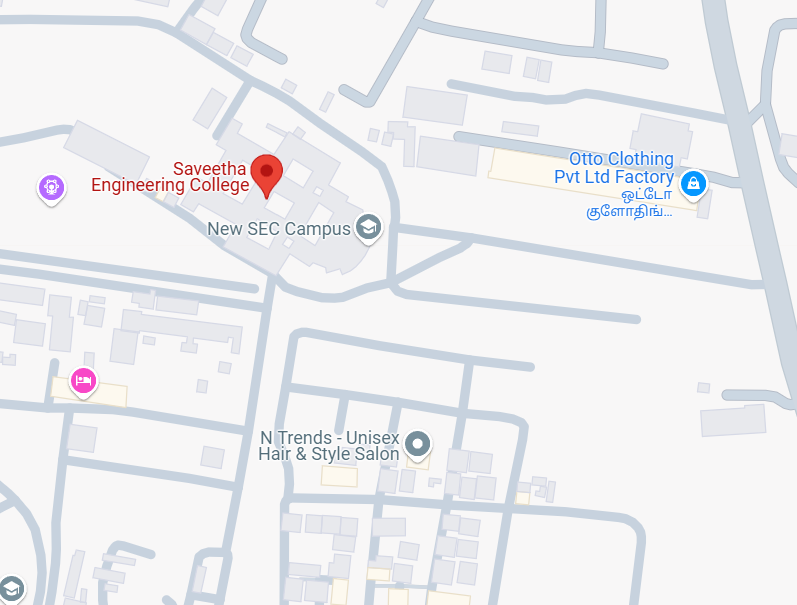 Otto Clothing
Pvt Ltd Factory
ஒட்டோ
குளோதிங்...
Saveetha
Engineering College
New SEC Campus
N Trends - Unisex
Hair & Style Salon